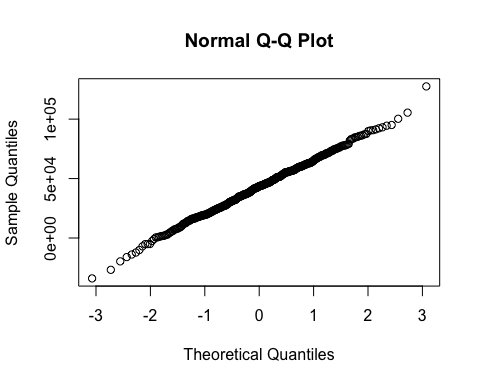 Normal Q-Q Plot
1e+05
5e+04
0e+00
Sample Quantiles
-3 -2 -1 0 1 2 3
Theoretical Quantiles